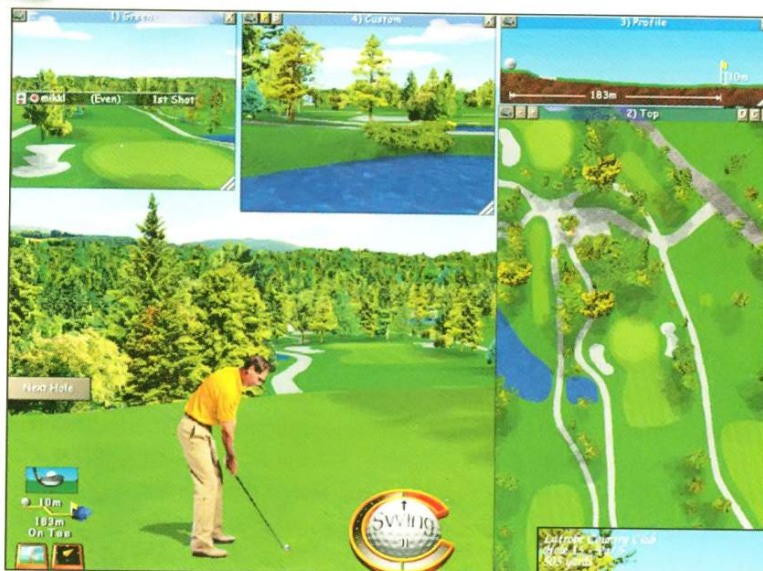 1) Green
4) Custom
3) Profile
mikkl (Even) 1st Shot
10m
183m
2) Top
Next Hole
10m
183m
On Tee
Swing
Latrobe Country Club